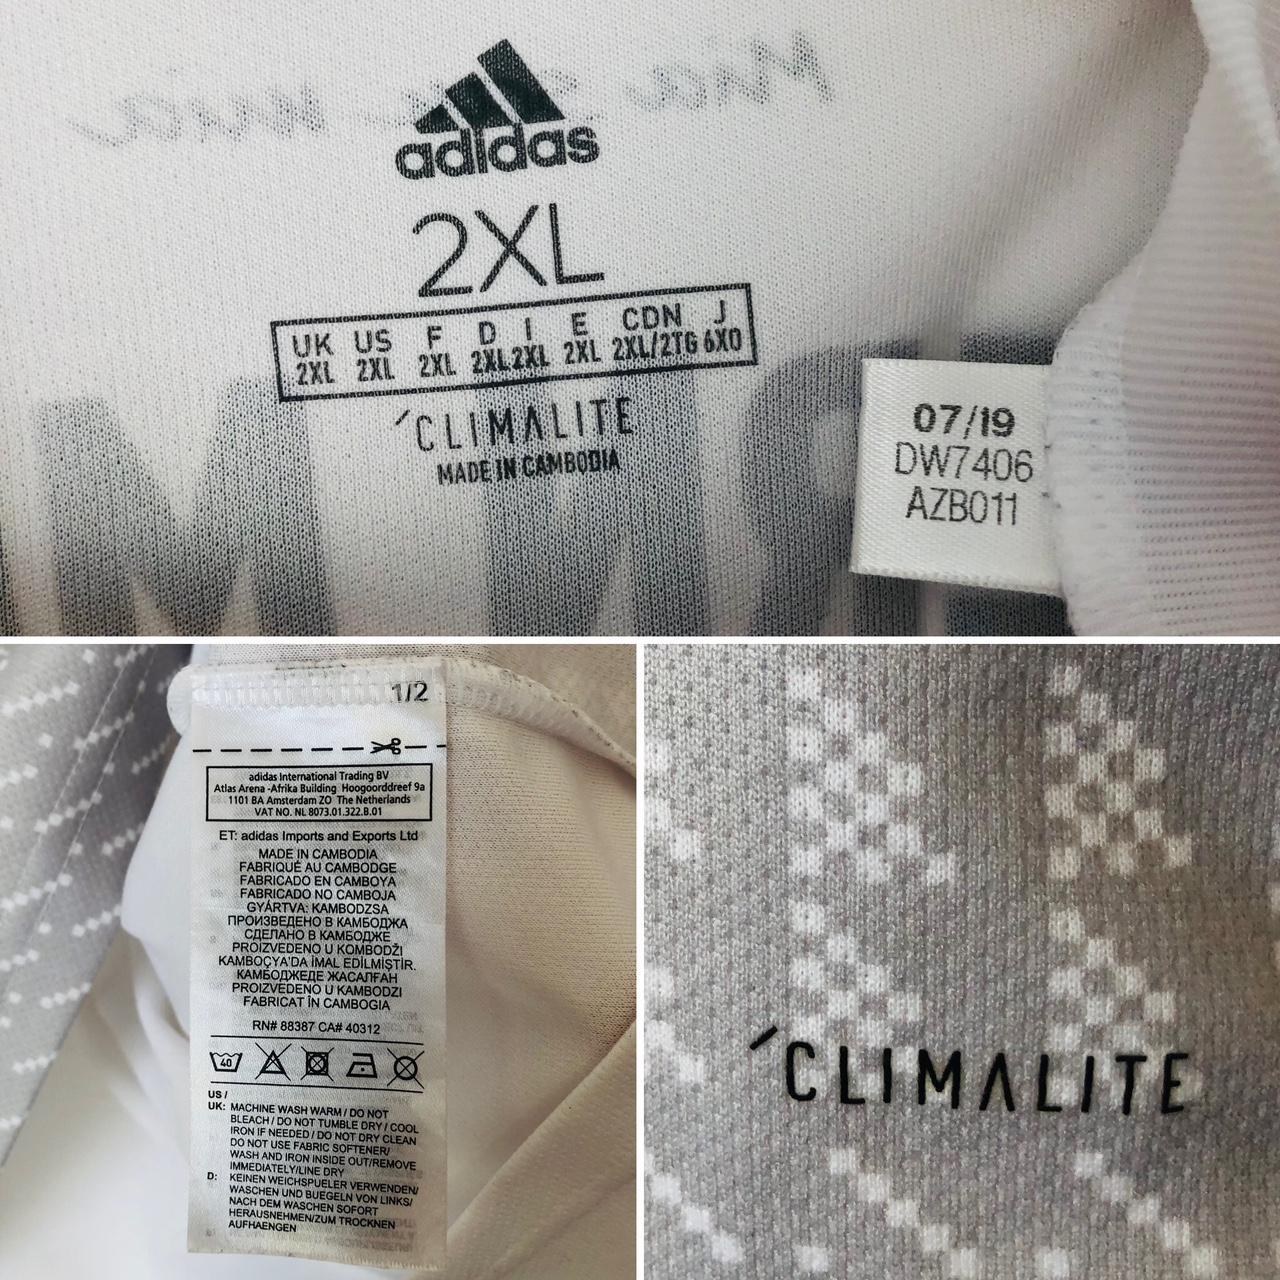 adidas
2XL
UK US F D I E CDN J
2XL 2XL 2XL 2XL 2XL 2XL 2XL/2TG 6XO
´CLIMALITE
MADE IN CAMBODIA
07/19
DW7406
AZB011
1/2
adidas International Trading BV
Atlas Arena -Afrika Building Hoogoorddreef 9a
1101 BA Amsterdam ZO The Netherlands
VAT NO. NL 8073.01.322.B.01
ET: adidas Imports and Exports Ltd
MADE IN CAMBODIA
FABRIQUÉ AU CAMBODGE
FABRICADO EN CAMBOYA
FABRICADO NO CAMBOJA
GYÁRTVA: KAMBODZSA
ПРОИЗВЕДЕНО В КАМБОДЖА
СДЕЛАНО В КАМБОДЖЕ
PROIZVEDENO U KOMBODŽI
KAMBOÇYA'DA İMAL EDİLMİŞTİR.
КАМБОДЖЕДЕ ЖАСАЛҒАН
PROIZVEDENO U KAMBODZI
FABRICAT ÎN CAMBOGIA
RN# 88387 CA# 40312
40
US /
UK: MACHINE WASH WARM / DO NOT
BLEACH / DO NOT TUMBLE DRY / COOL
IRON IF NEEDED / DO NOT DRY CLEAN
DO NOT USE FABRIC SOFTENER/
WASH AND IRON INSIDE OUT/REMOVE
IMMEDIATELY/LINE DRY
D: KEINEN WEICHSPUELER VERWENDEN/
WASCHEN UND BUEGELN VON LINKS/
NACH DEM WASCHEN SOFORT
HERAUSNEHMEN/ZUM TROCKNEN
AUFHAENGEN
´CLIMALITE